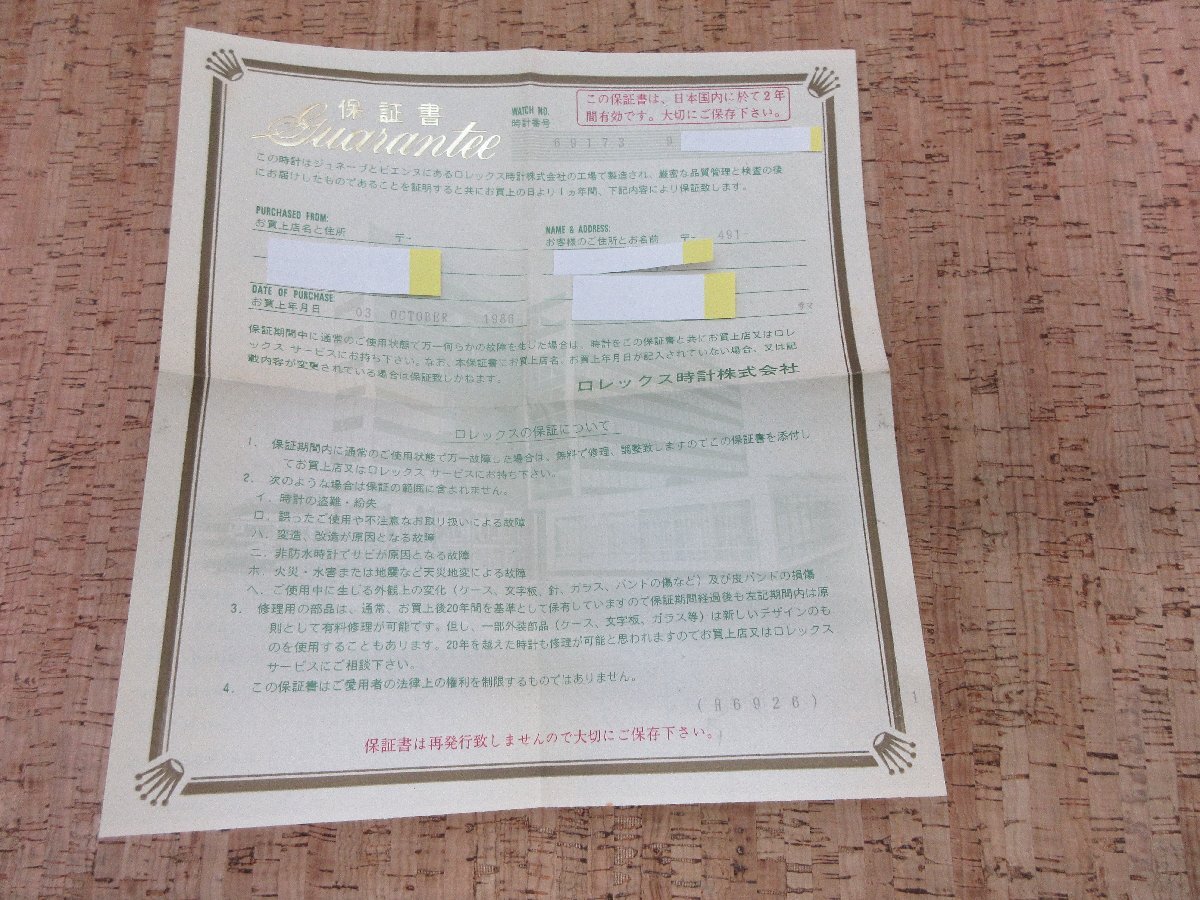 保証書
Guarantee
WATCH NO.
時計番号
69173 9
この保証書は、日本国内に於て2年
間有効です。大切にご保存下さい。
この時計はジュネーブとビエンヌにあるロレックス時計株式会社の工場で製造され、厳密な品質管理と検査の後
にお届けしたものであることを証明すると共にお買上の日より1ヵ年間、下記内容により保証致します。
PURCHASED FROM:
お買上店名と住所 〒-
NAME & ADDRESS:
お客様のご住所とお名前 〒- 491
DATE OF PURCHASE
お買上年月日 03 OCTOBER 1986
保証期間中に通常のご使用状態で万一何らかの故障を生じた場合は、時計をこの保証書と共にお買上店又はロレ
ックス サービスにお持ち下さい。なお、本保証書にお買上店名、お買上年月日が記入されていない場合、又は記
載内容が変更されている場合は保証致しかねます。
ロレックス時計株式会社
ロレックスの保証について
1. 保証期間内に通常のご使用状態で万一故障した場合は、無料で修理、調整致しますのでこの保証書を添付し
てお買上店又はロレックス サービスにお持ち下さい。
2. 次のような場合は保証の範囲に含まれません。
イ. 時計の盗難・紛失
ロ. 誤ったご使用や不注意なお取り扱いによる故障
ハ. 変造、改造が原因となる故障
ニ. 非防水時計でサビが原因となる故障
ホ. 火災・水害または地震など天災地変による故障
ヘ. ご使用中に生じる外観上の変化（ケース、文字板、針、ガラス、バンドの傷など）及び皮バンドの損傷
3. 修理用の部品は、通常、お買上後20年間を基準として保有していますので保証期間経過後も左記期間内は原
則として有料修理が可能です。但し、一部外装部品（ケース、文字板、ガラス等）は新しいデザインのも
のを使用することもあります。20年を越えた時計も修理が可能と思われますのでお買上店又はロレックス
サービスにご相談下さい。
4. この保証書はご愛用者の法律上の権利を制限するものではありません。
(R6926)
1
保証書は再発行致しませんので大切にご保存下さい。